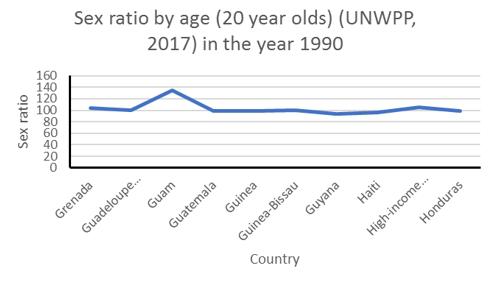 Sex ratio by age (20 year olds) (UNWPP,
2017) in the year 1990
160
140
120
100
80
60
40
20
0
Sex ratio
Grenada
Guadeloupe...
Guam
Guatemala
Guinea
Guinea-Bissau
Guyana
Haiti
High-income...
Honduras
Country